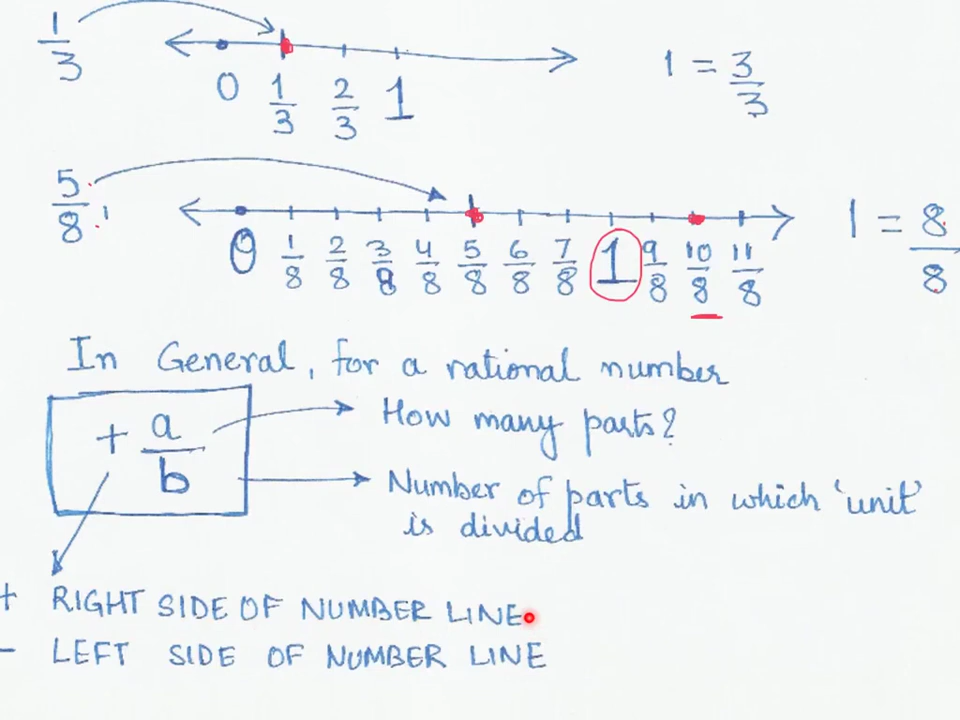 1/3
0 1/3 2/3 1
1 = 3/3
5/8
0 1/8 2/8 3/8 4/8 5/8 6/8 7/8 1 9/8 10/8 11/8
1 = 8/8
In General, for a rational number
+ a/b
How many parts?
Number of parts in which 'unit'
is divided
+ RIGHT SIDE OF NUMBER LINE
- LEFT SIDE OF NUMBER LINE